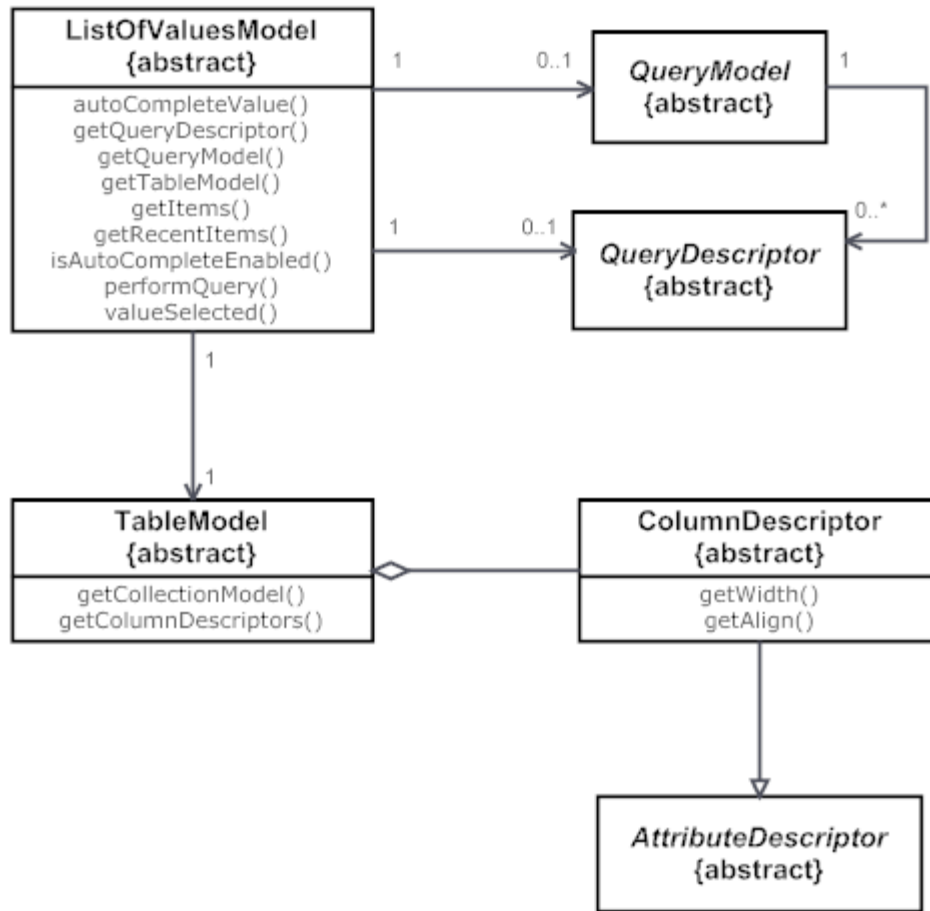 ListOfValuesModel
{abstract}
autoCompleteValue()
getQueryDescriptor()
getQueryModel()
getTableModel()
getItems()
getRecentItems()
isAutoCompleteEnabled()
performQuery()
valueSelected()
1
0..1
QueryModel
{abstract}
1
0..*
1
0..1
QueryDescriptor
{abstract}
1
1
TableModel
{abstract}
getCollectionModel()
getColumnDescriptors()
ColumnDescriptor
{abstract}
getWidth()
getAlign()
AttributeDescriptor
{abstract}